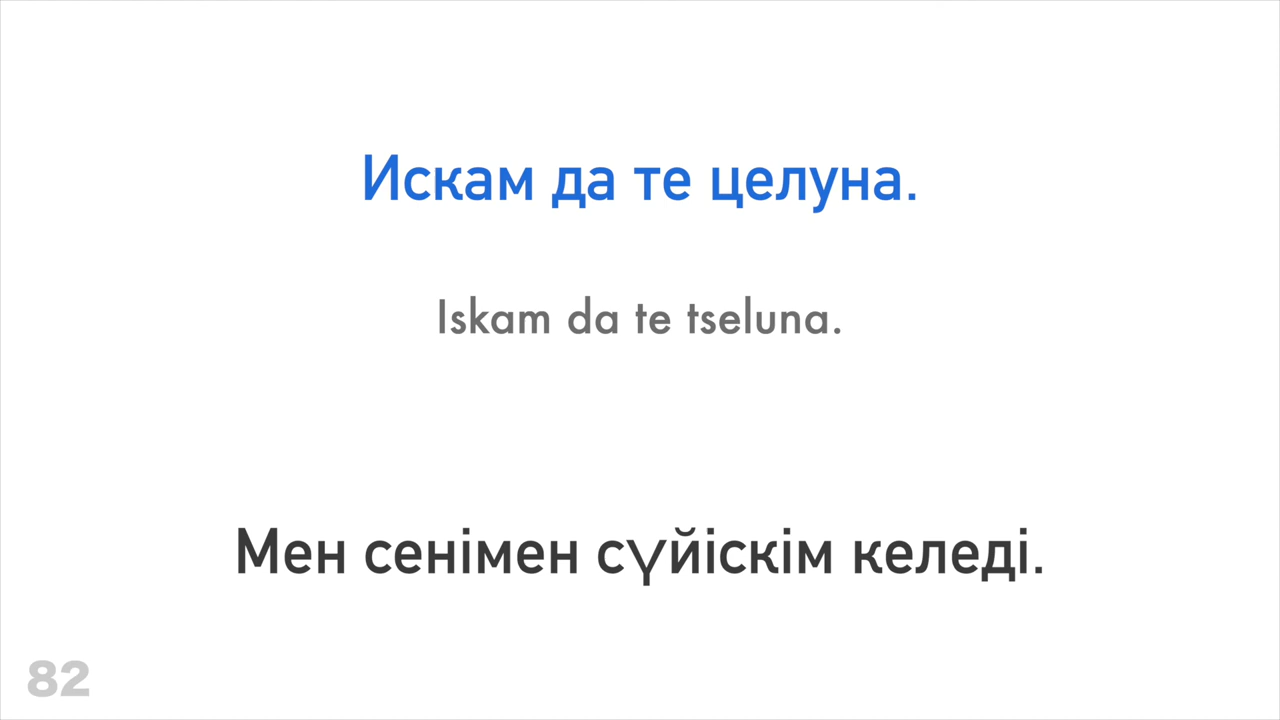 Искам да те целуна.
Iskam da te tseluna.
Мен сенімен сүйіскім келеді.
82